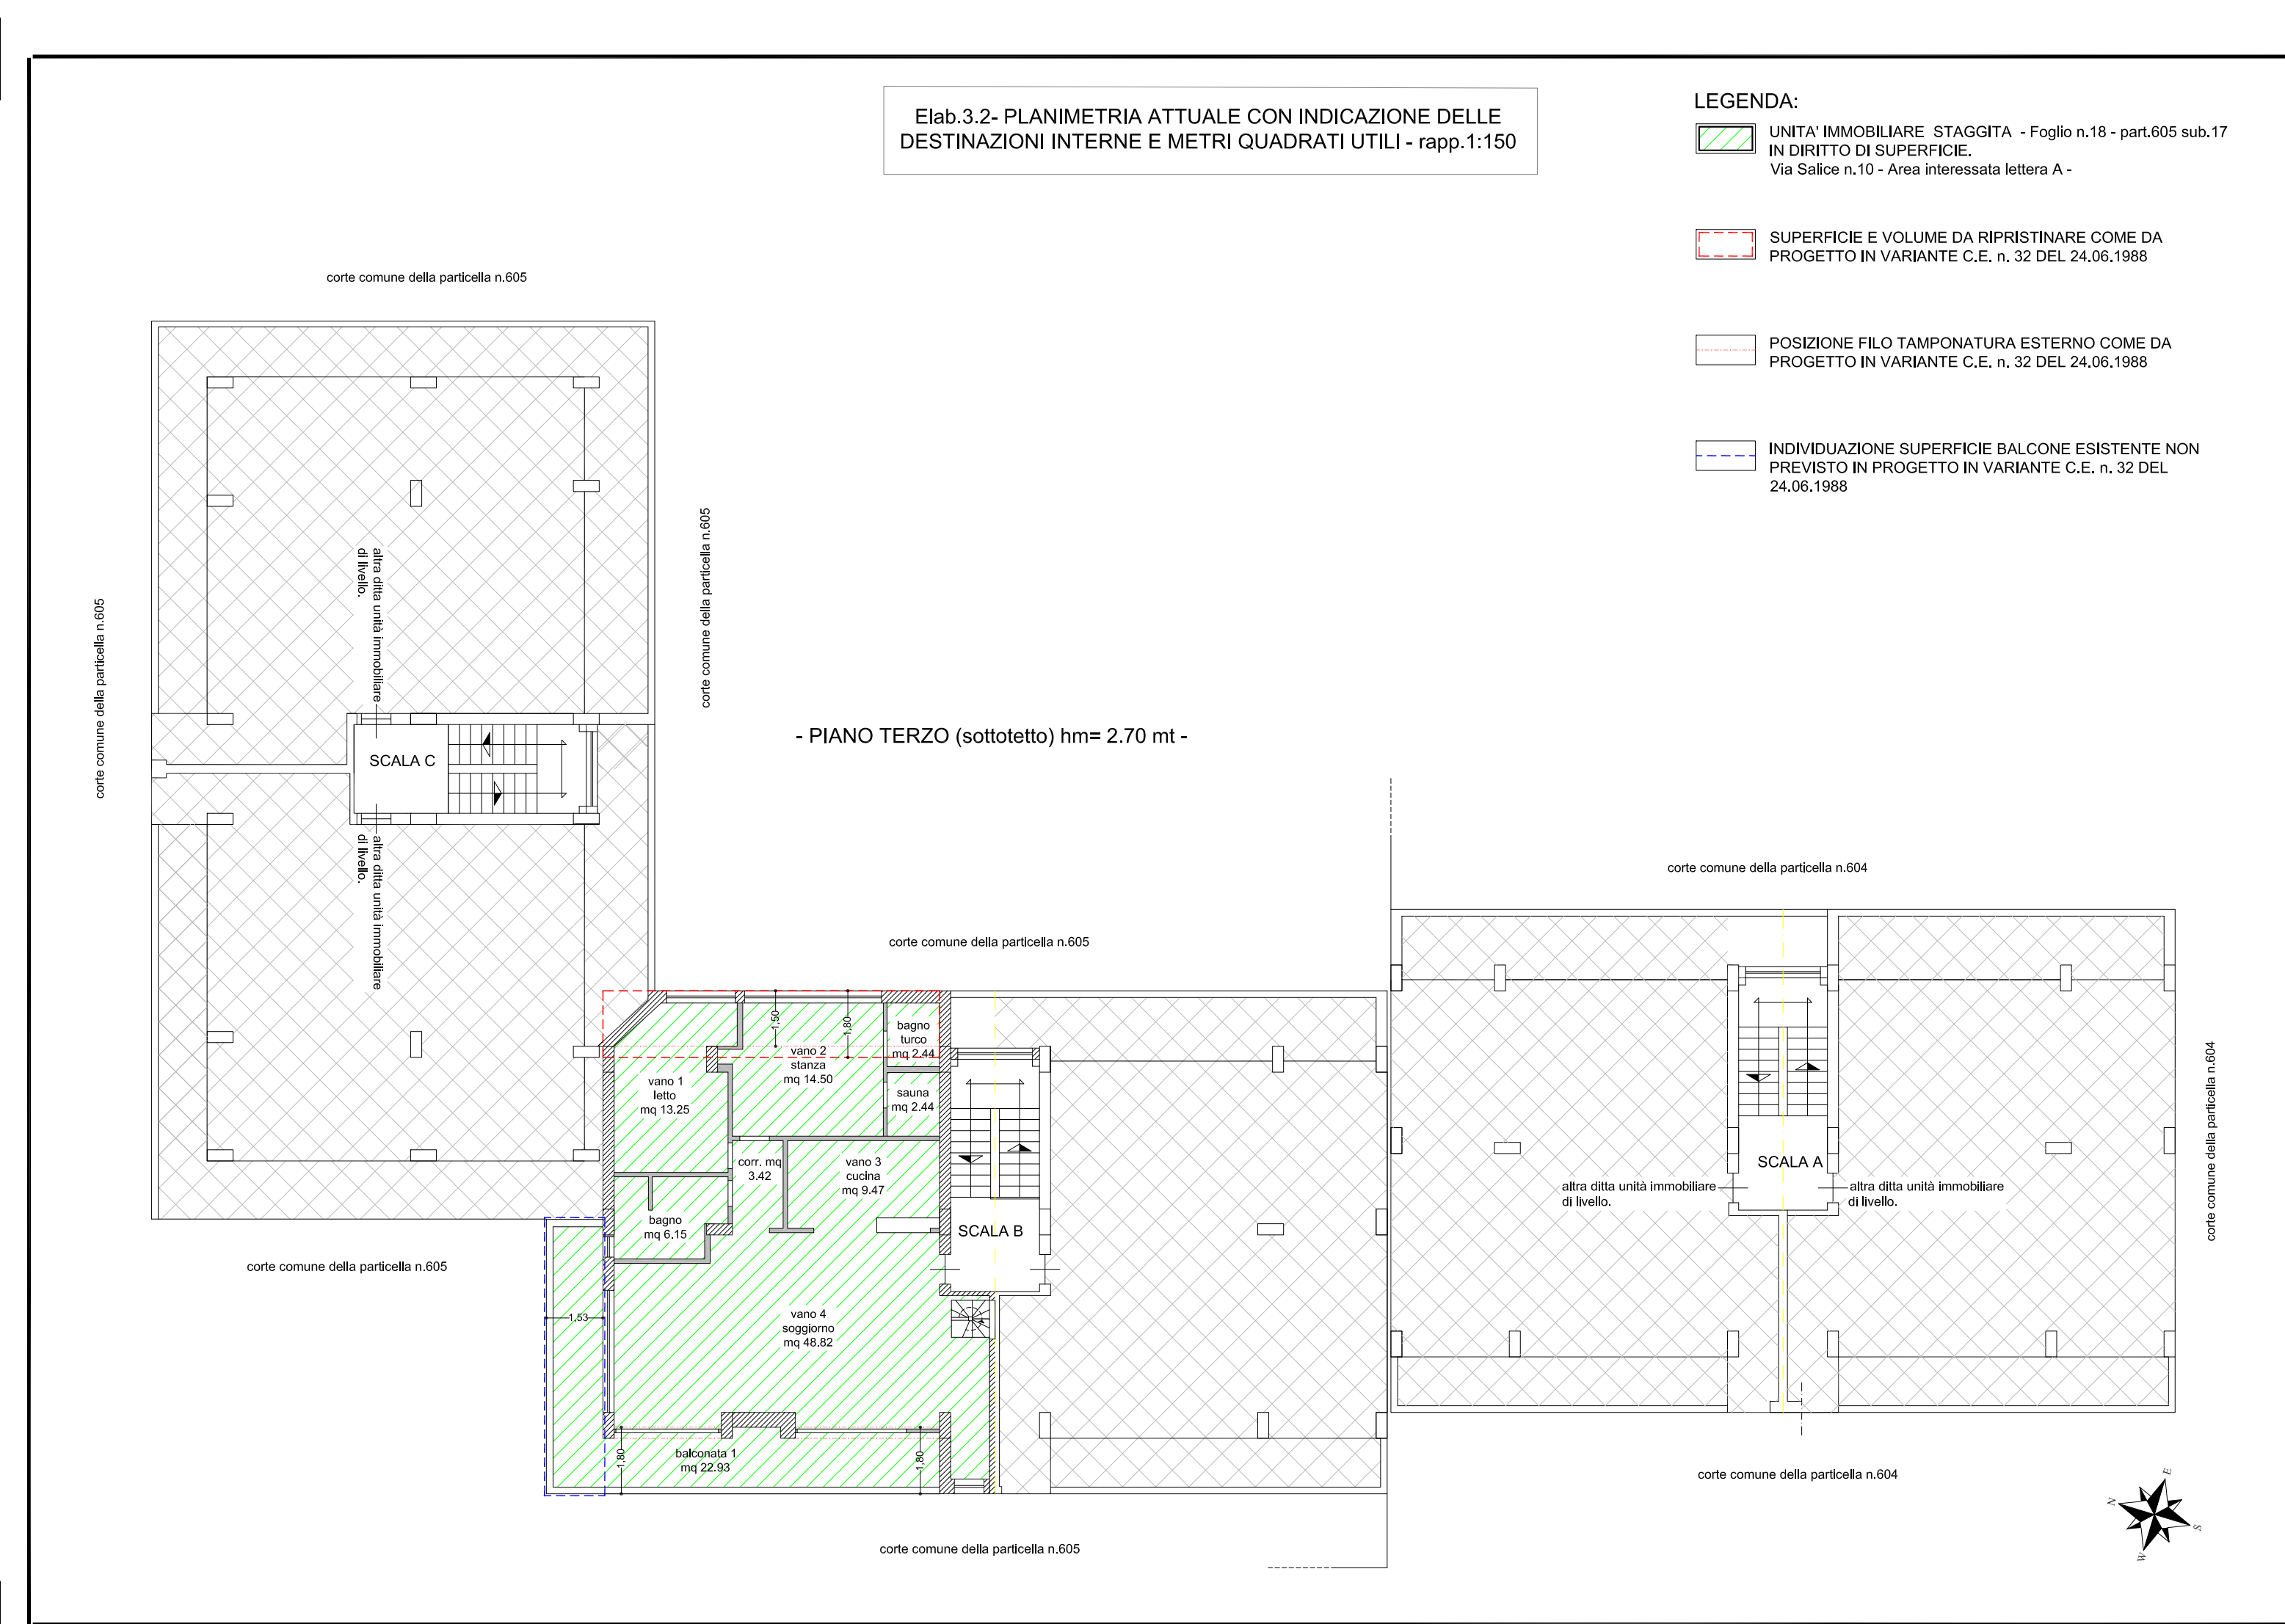 Elab.3.2- PLANIMETRIA ATTUALE CON INDICAZIONE DELLE
DESTINAZIONI INTERNE E METRI QUADRATI UTILI - rapp.1:150
LEGENDA:
UNITA' IMMOBILIARE STAGGITA - Foglio n.18 - part.605 sub.17
IN DIRITTO DI SUPERFICIE.
Via Salice n.10 - Area interessata lettera A -
SUPERFICIE E VOLUME DA RIPRISTINARE COME DA
PROGETTO IN VARIANTE C.E. n. 32 DEL 24.06.1988
POSIZIONE FILO TAMPONATURA ESTERNO COME DA
PROGETTO IN VARIANTE C.E. n. 32 DEL 24.06.1988
INDIVIDUAZIONE SUPERFICIE BALCONE ESISTENTE NON
PREVISTO IN PROGETTO IN VARIANTE C.E. n. 32 DEL
24.06.1988
corte comune della particella n.605
corte comune della particella n.605
corte comune della particella n.605
altra ditta unità immobiliare
di livello.
SCALA C
altra ditta unità immobiliare
di livello.
- PIANO TERZO (sottotetto) hm= 2.70 mt -
corte comune della particella n.605
corte comune della particella n.604
corte comune della particella n.604
1,50
1,80
bagno
turco
mq 2.44
vano 2
stanza
mq 14.50
vano 1
letto
mq 13.25
sauna
mq 2.44
corr. mq
3.42
vano 3
cucina
mq 9.47
bagno
mq 6.15
SCALA B
SCALA A
altra ditta unità immobiliare
di livello.
altra ditta unità immobiliare
di livello.
corte comune della particella n.605
1,53
vano 4
soggiorno
mq 48.82
balconata 1
mq 22.93
1,80
1,80
corte comune della particella n.604
corte comune della particella n.605
N
E
S
W